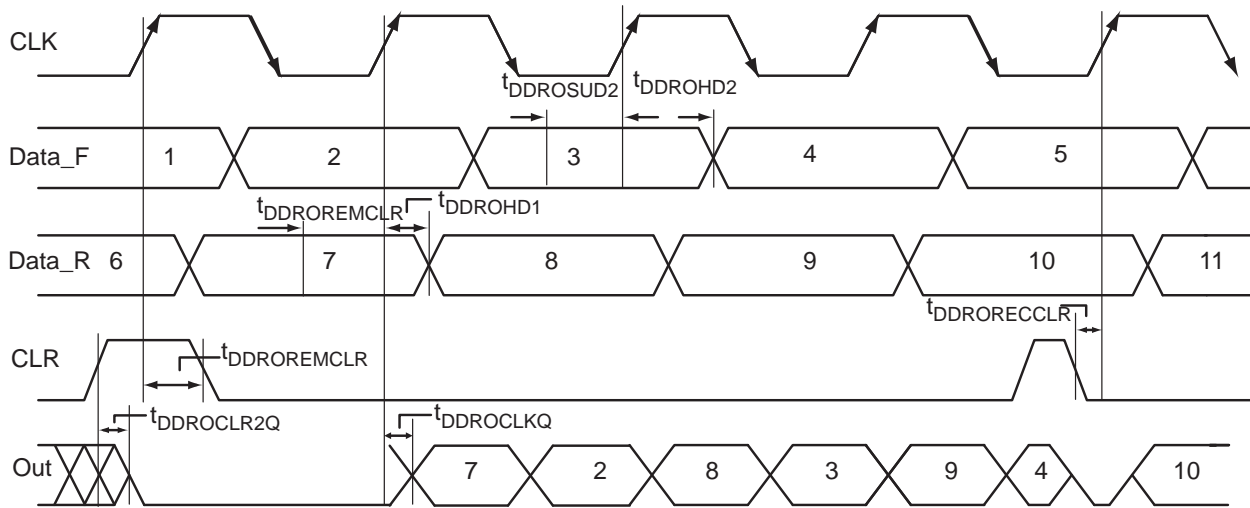 CLK
tDDROSUD2 tDDROHD2
Data_F 1 2 3 4 5
tDDROREMCLR tDDROHD1
Data_R 6 7 8 9 10 11
tDDRORECCLR
CLR
tDDROREMCLR
tDDROCLR2Q tDDROCLKQ
Out 7 2 8 3 9 4 10